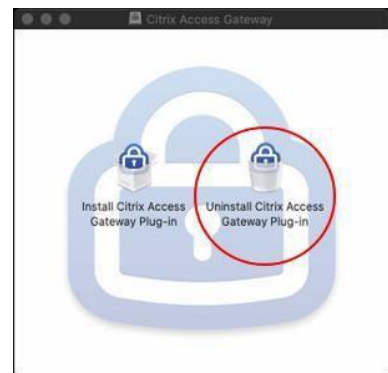 Citrix Access Gateway
Install Citrix Access
Gateway Plug-in
Uninstall Citrix Access
Gateway Plug-in